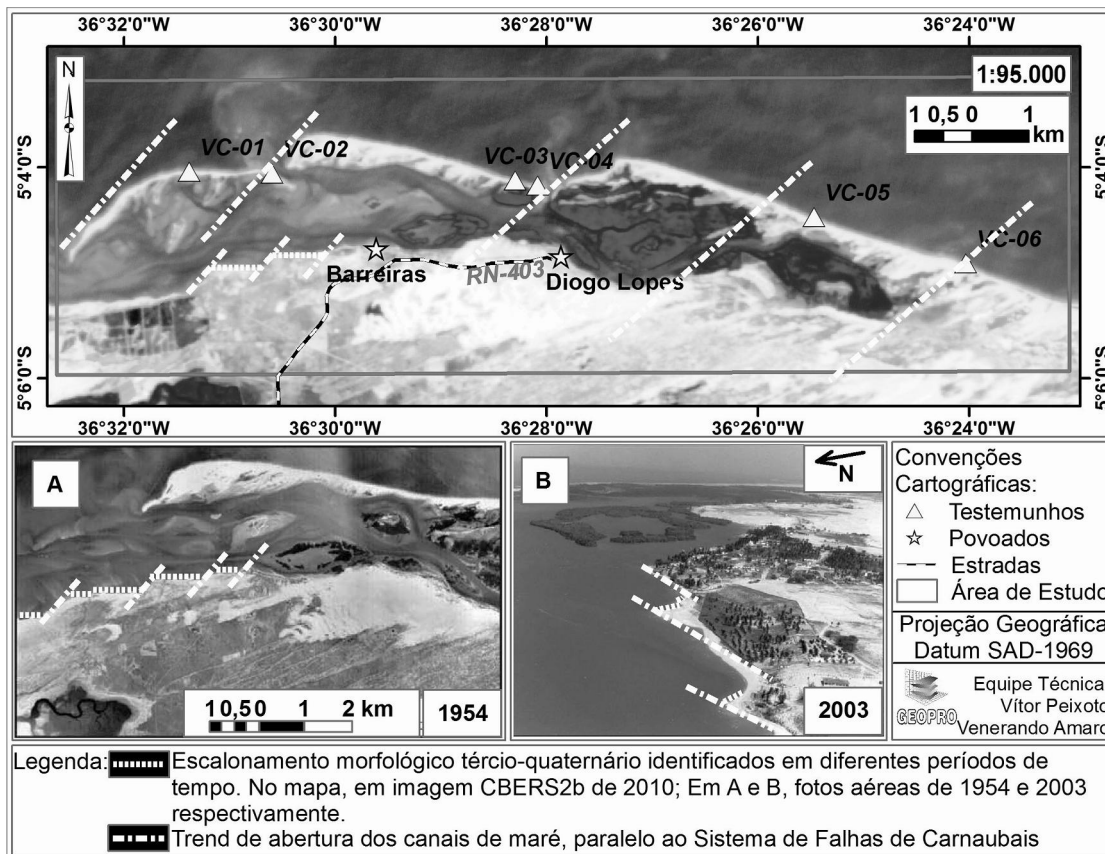 36°32'0"W 36°30'0"W 36°28'0"W 36°26'0"W 36°24'0"W
N
1:95.000
1 0,5 0 1
km
5°4'0"S
5°4'0"S
VC-01
VC-02
VC-03
VC-04
VC-05
VC-06
Barreiras
RN-403
Diogo Lopes
5°6'0"S
5°6'0"S
36°32'0"W 36°30'0"W 36°28'0"W 36°26'0"W 36°24'0"W
A
1 0,5 0 1 2 km
1954
B
N
2003
Convenções
Cartográficas:
Testemunhos
Povoados
Estradas
Área de Estudo
Projeção Geográfica
Datum SAD-1969
GEOPRO
Equipe Técnica
Vítor Peixoto
Venerando Amaro
Legenda:
Escalonamento morfológico tércio-quaternário identificados em diferentes períodos de
tempo. No mapa, em imagem CBERS2b de 2010; Em A e B, fotos aéreas de 1954 e 2003
respectivamente.
Trend de abertura dos canais de maré, paralelo ao Sistema de Falhas de Carnaubais